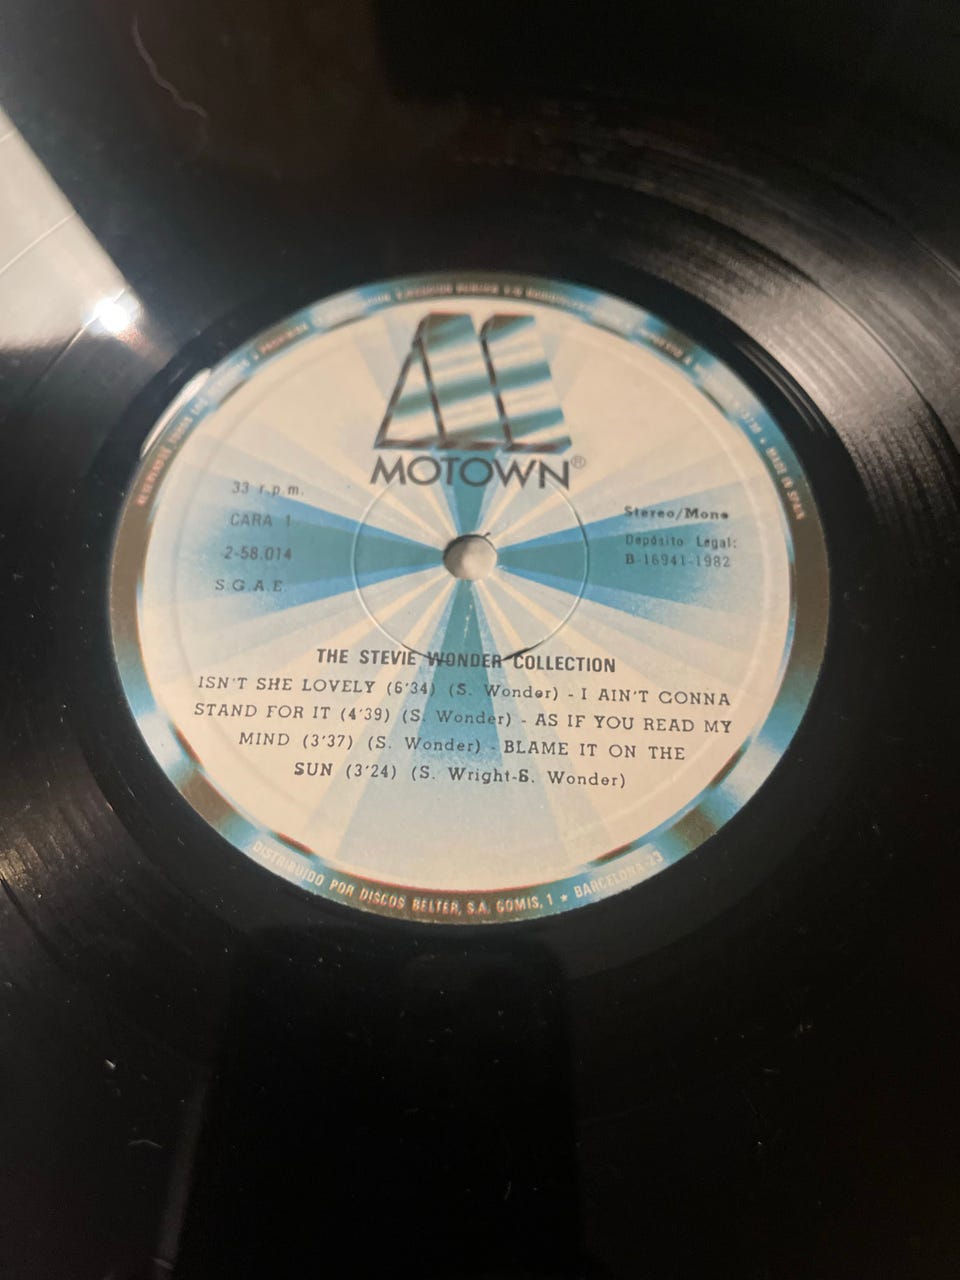 MOTOWN®
33 r.p.m.
CARA 1
2-58.014
S.G.A.E
Stereo/Mono
Depósito Legal:
B-16941-1982
THE STEVIE WONDER COLLECTION
ISN'T SHE LOVELY (6'34) (S. Wonder) - I AIN'T GONNA
STAND FOR IT (4'39) (S. Wonder) - AS IF YOU READ MY
MIND (3'37) (S. Wonder) - BLAME IT ON THE
SUN (3'24) (S. Wright-S. Wonder)
RESERVADOS TODOS LOS
MADE IN SPAIN
DISTRIBUIDO POR DISCOS BELTER, S.A. GOMIS, 1 ★ BARCELONA-23